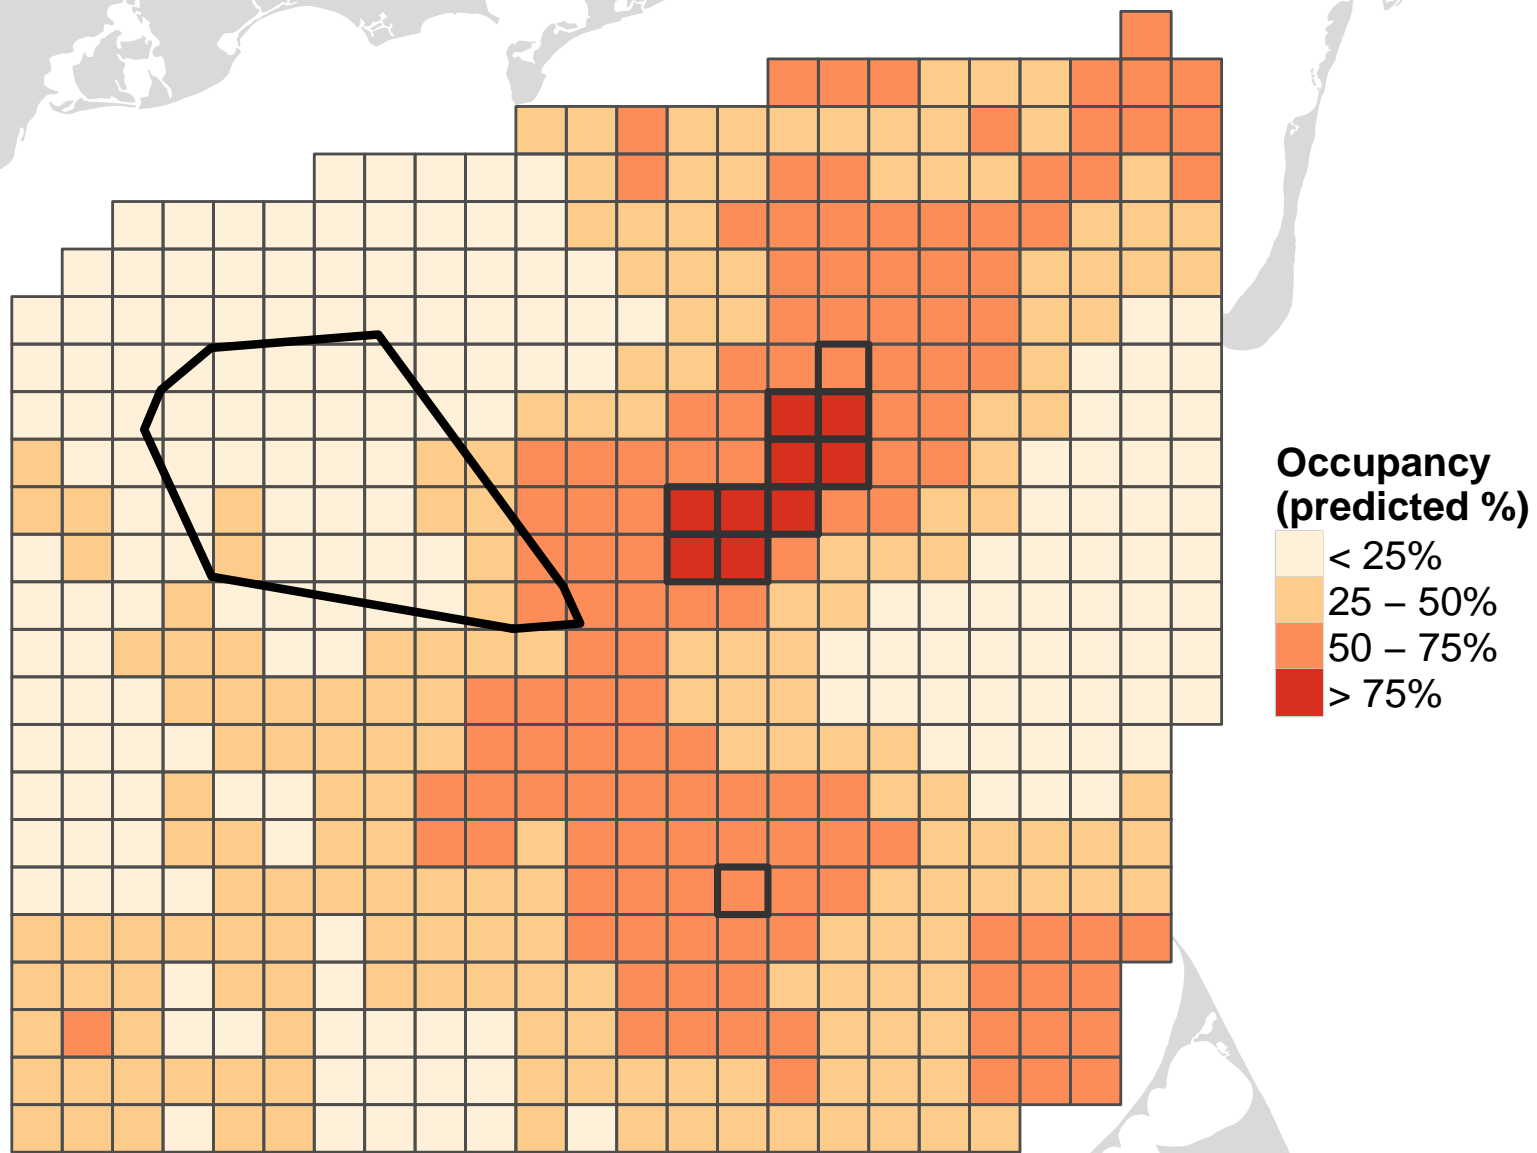 Occupancy
(predicted %)
< 25%
25 – 50%
50 – 75%
> 75%